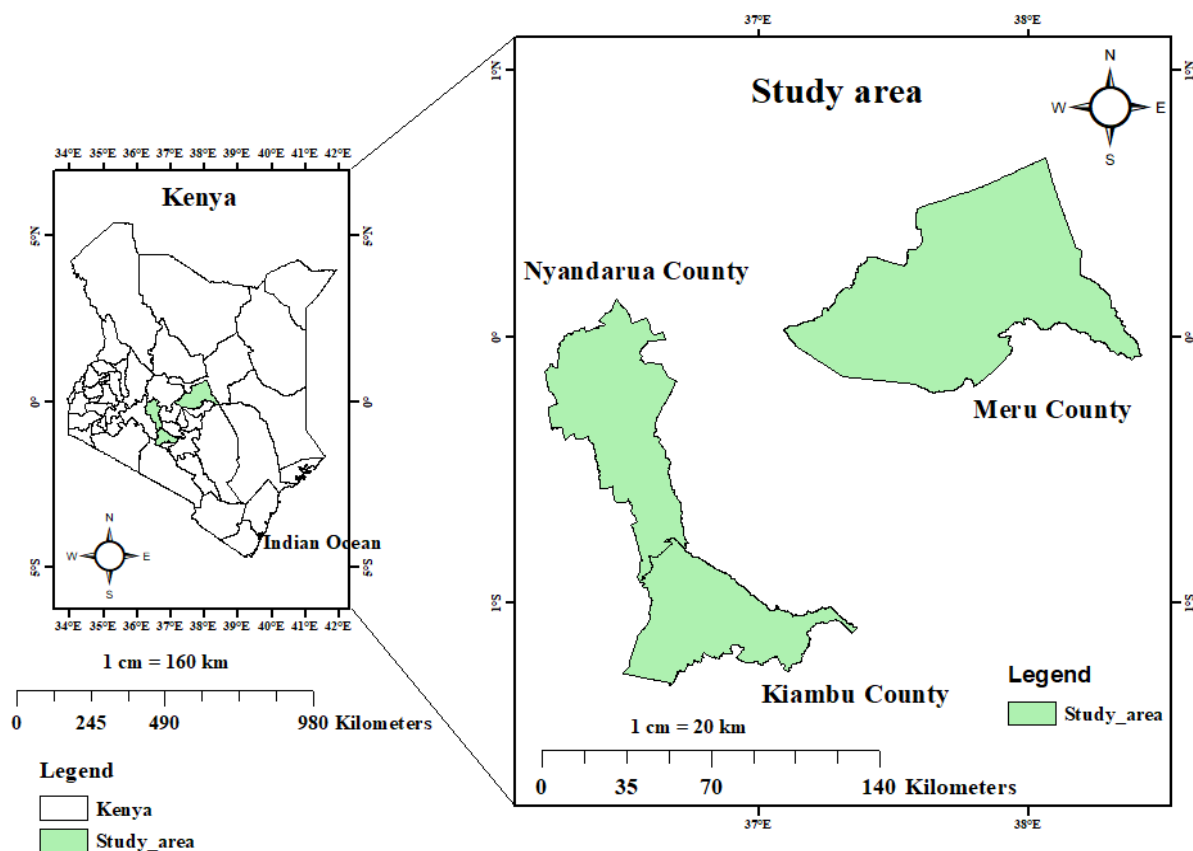 37°E 38°E
1°N 1°N
Study area
N
W E
S
34°E 35°E 36°E 37°E 38°E 39°E 40°E 41°E 42°E
Kenya
5°N 5°N
0° 0°
Indian Ocean
N
W E
S
5°S 5°S
34°E 35°E 36°E 37°E 38°E 39°E 40°E 41°E 42°E
1 cm = 160 km
0 245 490 980 Kilometers
Legend
Kenya
Study_area
Nyandarua County
0° 0°
Meru County
1°S 1°S
Kiambu County
Legend
Study_area
1 cm = 20 km
0 35 70 140 Kilometers
37°E 38°E